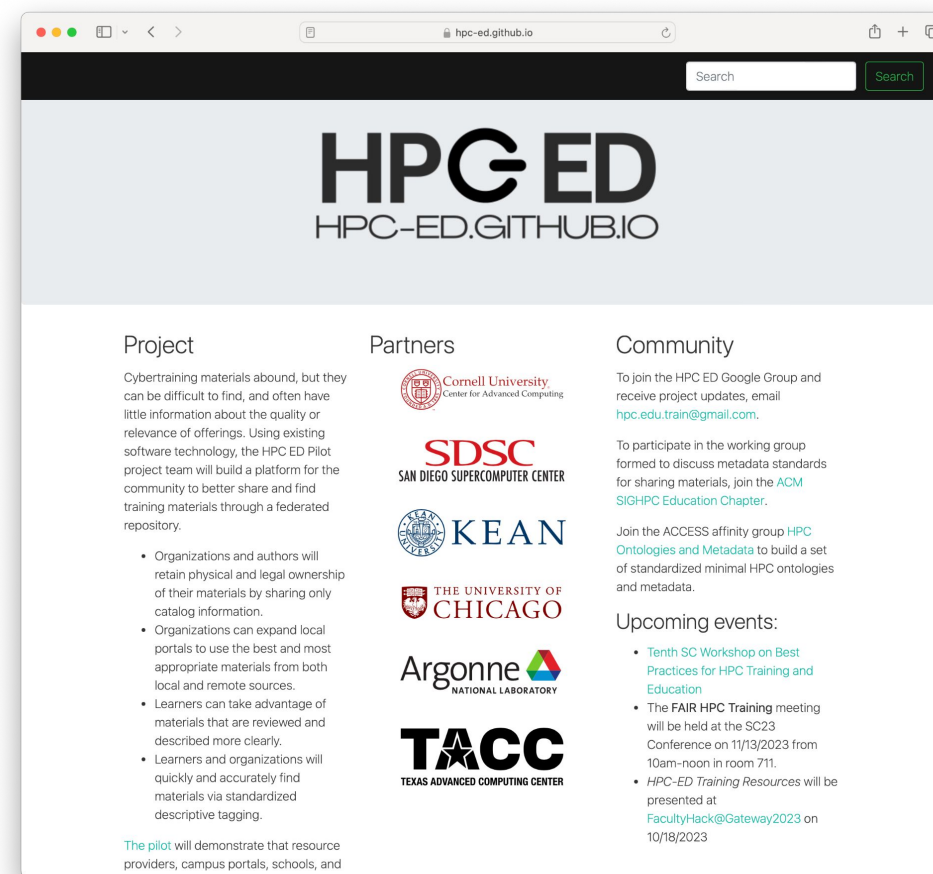 hpc-ed.github.io
Search
Search
HPC ED
HPC-ED.GITHUB.IO
Project
Cybertraining materials abound, but they
can be difficult to find, and often have
little information about the quality or
relevance of offerings. Using existing
software technology, the HPC ED Pilot
project team will build a platform for the
community to better share and find
training materials through a federated
repository.
• Organizations and authors will
retain physical and legal ownership
of their materials by sharing only
catalog information.
• Organizations can expand local
portals to use the best and most
appropriate materials from both
local and remote sources.
• Learners can take advantage of
materials that are reviewed and
described more clearly.
• Learners and organizations will
quickly and accurately find
materials via standardized
descriptive tagging.
The pilot will demonstrate that resource
providers, campus portals, schools, and
Partners
Cornell University
Center for Advanced Computing
SDSC
SAN DIEGO SUPERCOMPUTER CENTER
KEAN UNIVERSITY
KEAN
THE UNIVERSITY OF
CHICAGO
Argonne
NATIONAL LABORATORY
TACC
TEXAS ADVANCED COMPUTING CENTER
Community
To join the HPC ED Google Group and
receive project updates, email
hpc.edu.train@gmail.com.
To participate in the working group
formed to discuss metadata standards
for sharing materials, join the ACM
SIGHPC Education Chapter.
Join the ACCESS affinity group HPC
Ontologies and Metadata to build a set
of standardized minimal HPC ontologies
and metadata.
Upcoming events:
• Tenth SC Workshop on Best
Practices for HPC Training and
Education
• The FAIR HPC Training meeting
will be held at the SC23
Conference on 11/13/2023 from
10am-noon in room 711.
• HPC-ED Training Resources will be
presented at
FacultyHack@Gateway2023 on
10/18/2023